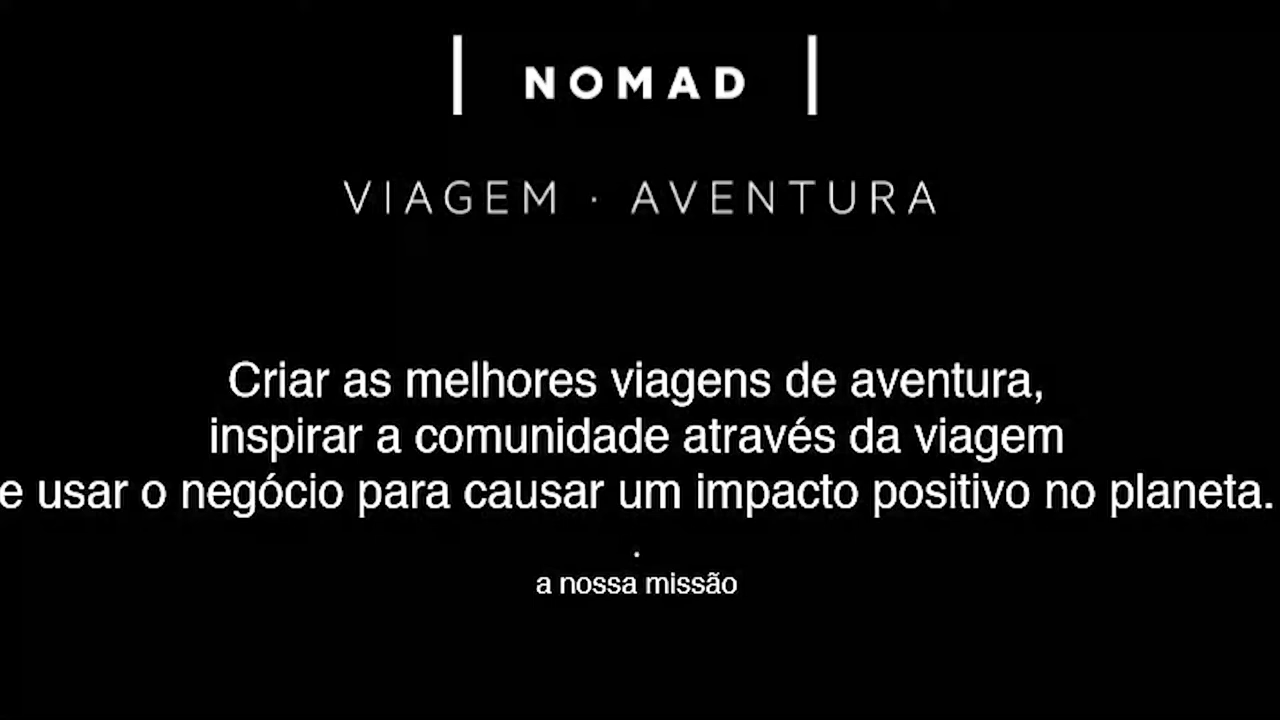 | NOMAD |
VIAGEM · AVENTURA
Criar as melhores viagens de aventura,
inspirar a comunidade através da viagem
e usar o negócio para causar um impacto positivo no planeta.
.
a nossa missão